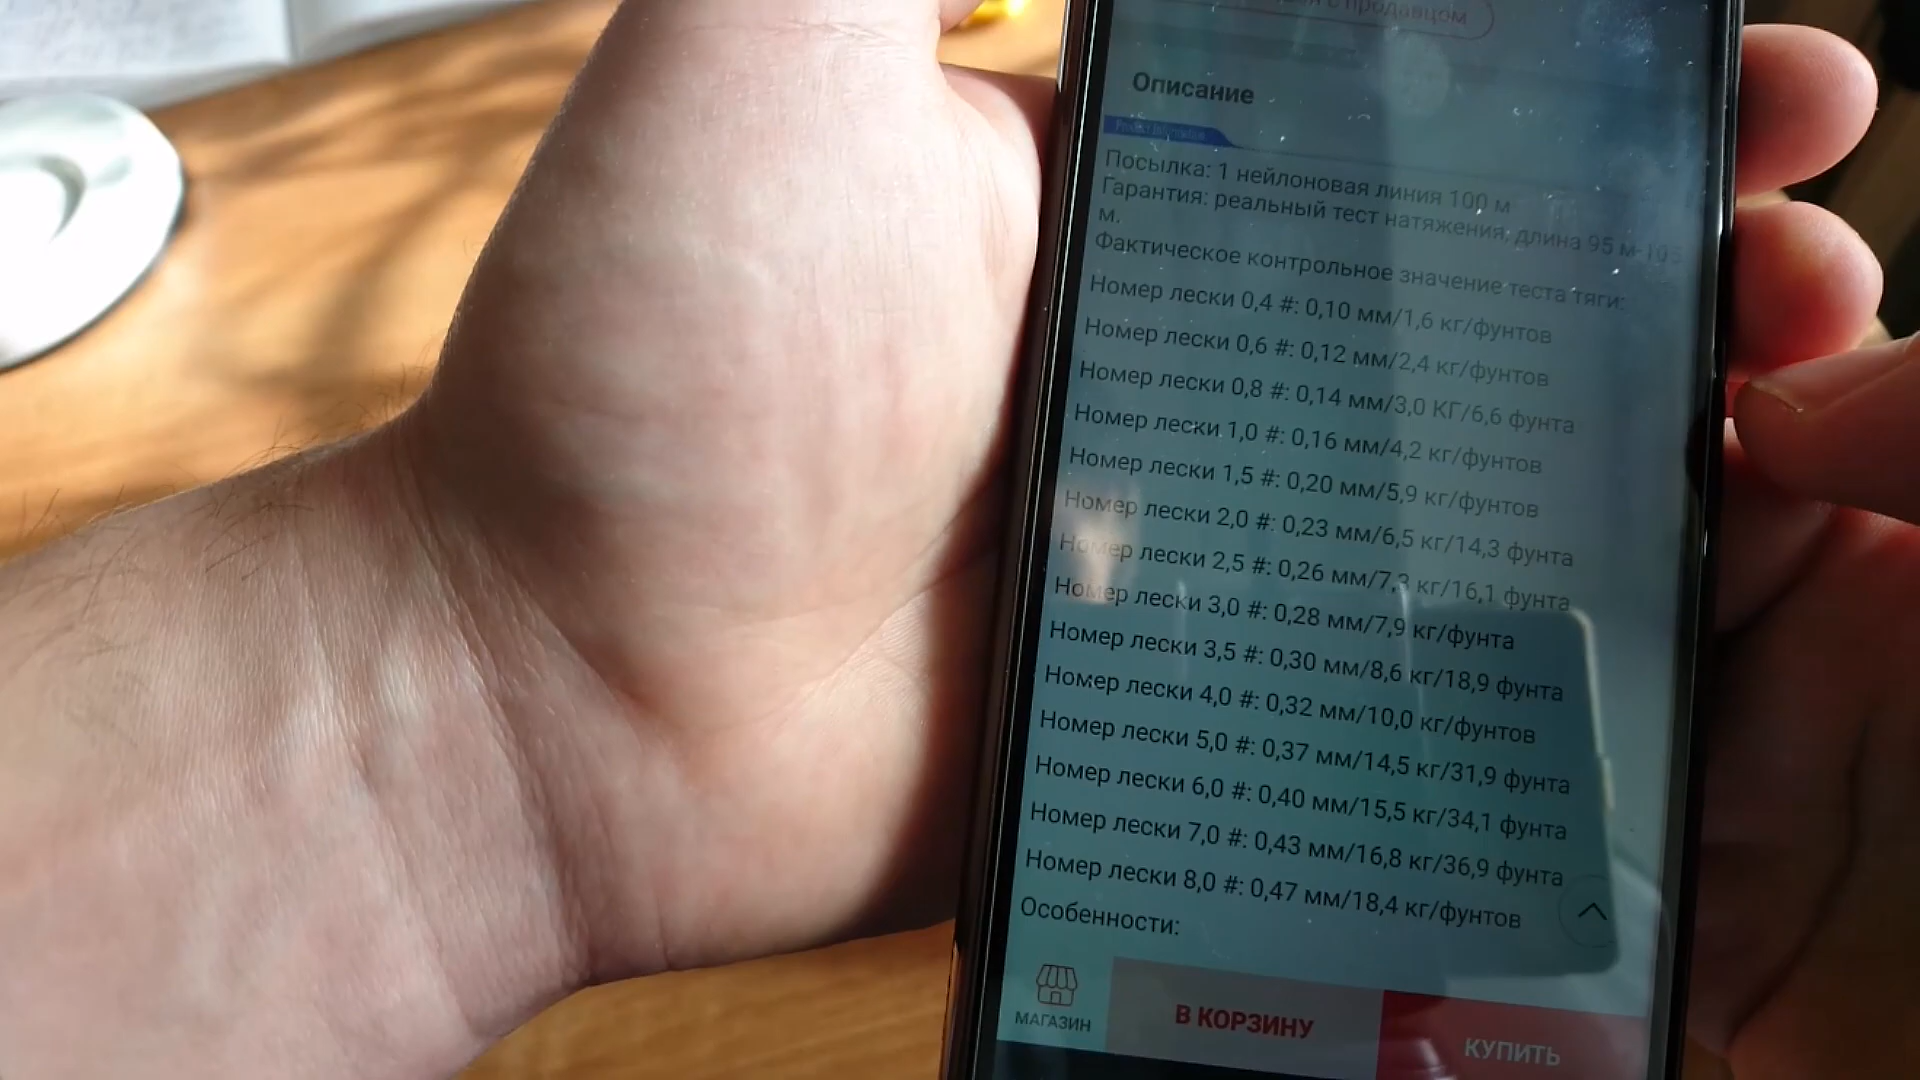 с продавцом
Описание
Product Information
Посылка: 1 нейлоновая линия 100 м
Гарантия: реальный тест натяжения, длина 95 м-105
м.
Фактическое контрольное значение теста тяги:
Номер лески 0,4 #: 0,10 мм/1,6 кг/фунтов
Номер лески 0,6 #: 0,12 мм/2,4 кг/фунтов
Номер лески 0,8 #: 0,14 мм/3,0 КГ/6,6 фунта
Номер лески 1,0 #: 0,16 мм/4,2 кг/фунтов
Номер лески 1,5 #: 0,20 мм/5,9 кг/фунтов
Номер лески 2,0 #: 0,23 мм/6,5 кг/14,3 фунта
Номер лески 2,5 #: 0,26 мм/7,3 кг/16,1 фунта
Номер лески 3,0 #: 0,28 мм/7,9 кг/фунта
Номер лески 3,5 #: 0,30 мм/8,6 кг/18,9 фунта
Номер лески 4,0 #: 0,32 мм/10,0 кг/фунтов
Номер лески 5,0 #: 0,37 мм/14,5 кг/31,9 фунта
Номер лески 6,0 #: 0,40 мм/15,5 кг/34,1 фунта
Номер лески 7,0 #: 0,43 мм/16,8 кг/36,9 фунта
Номер лески 8,0 #: 0,47 мм/18,4 кг/фунтов
Особенности:
МАГАЗИН
В КОРЗИНУ
КУПИТЬ